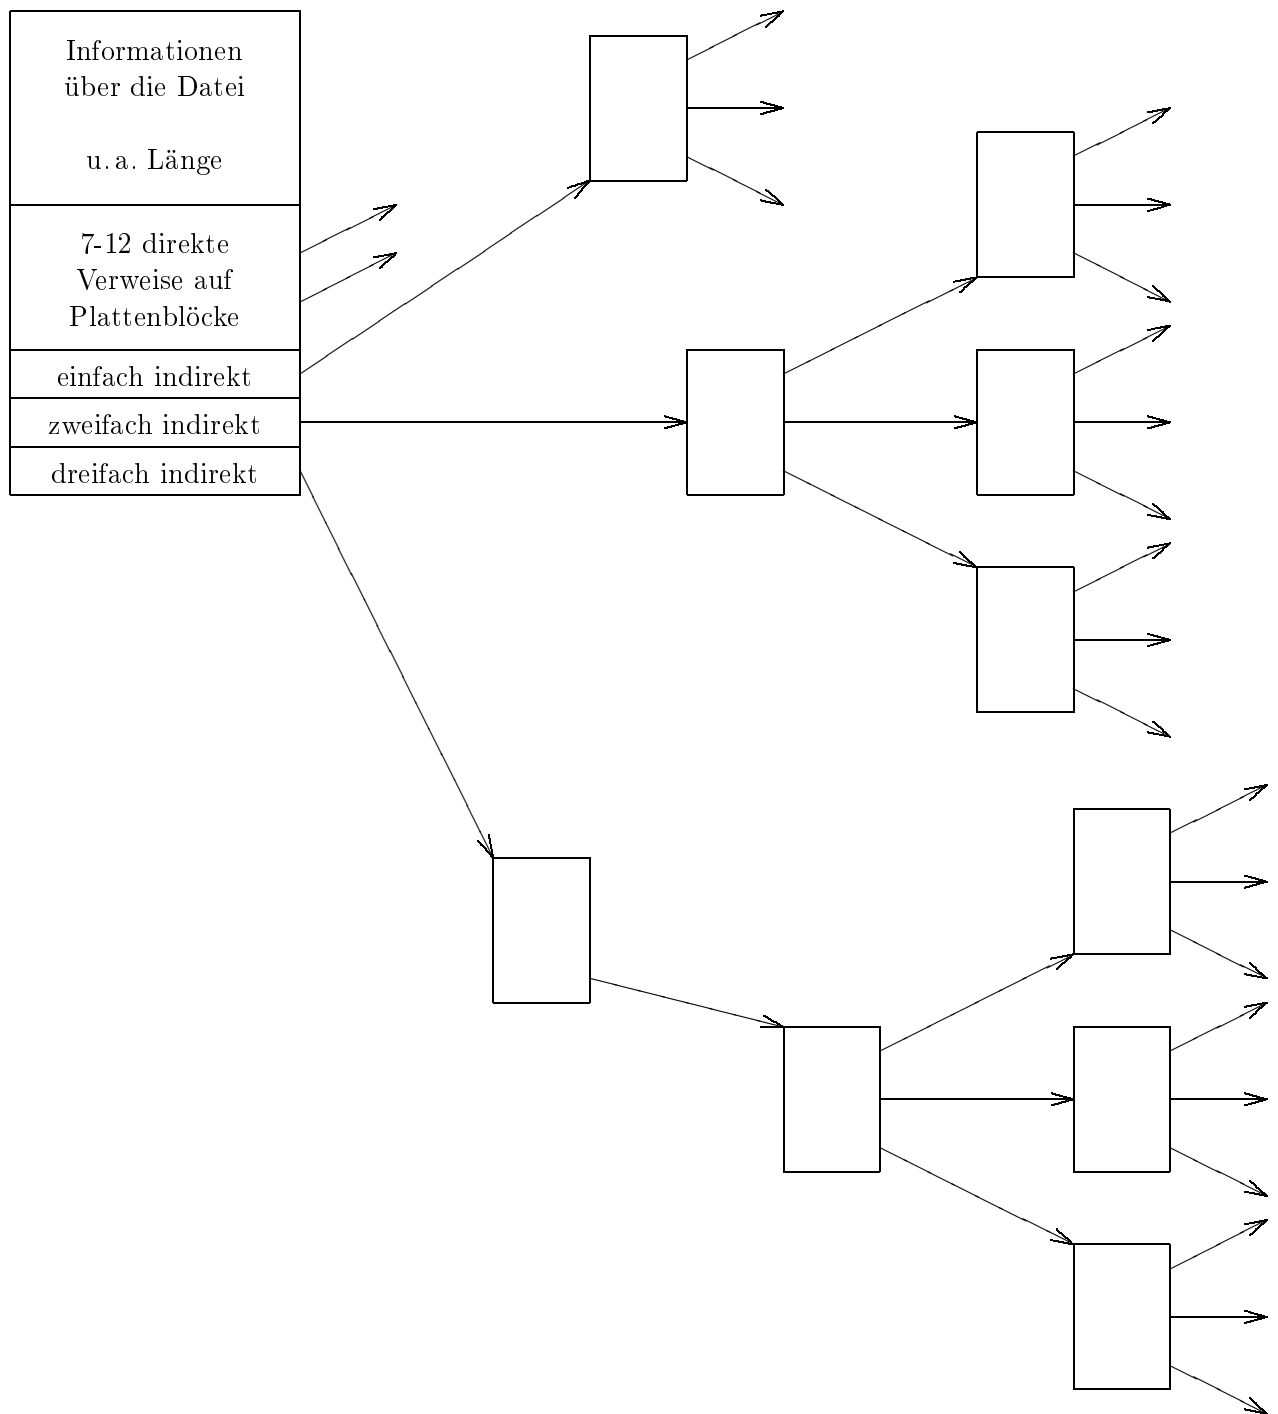 Informationen
über die Datei
u. a. Länge
7-12 direkte
Verweise auf
Plattenblöcke
einfach indirekt
zweifach indirekt
dreifach indirekt